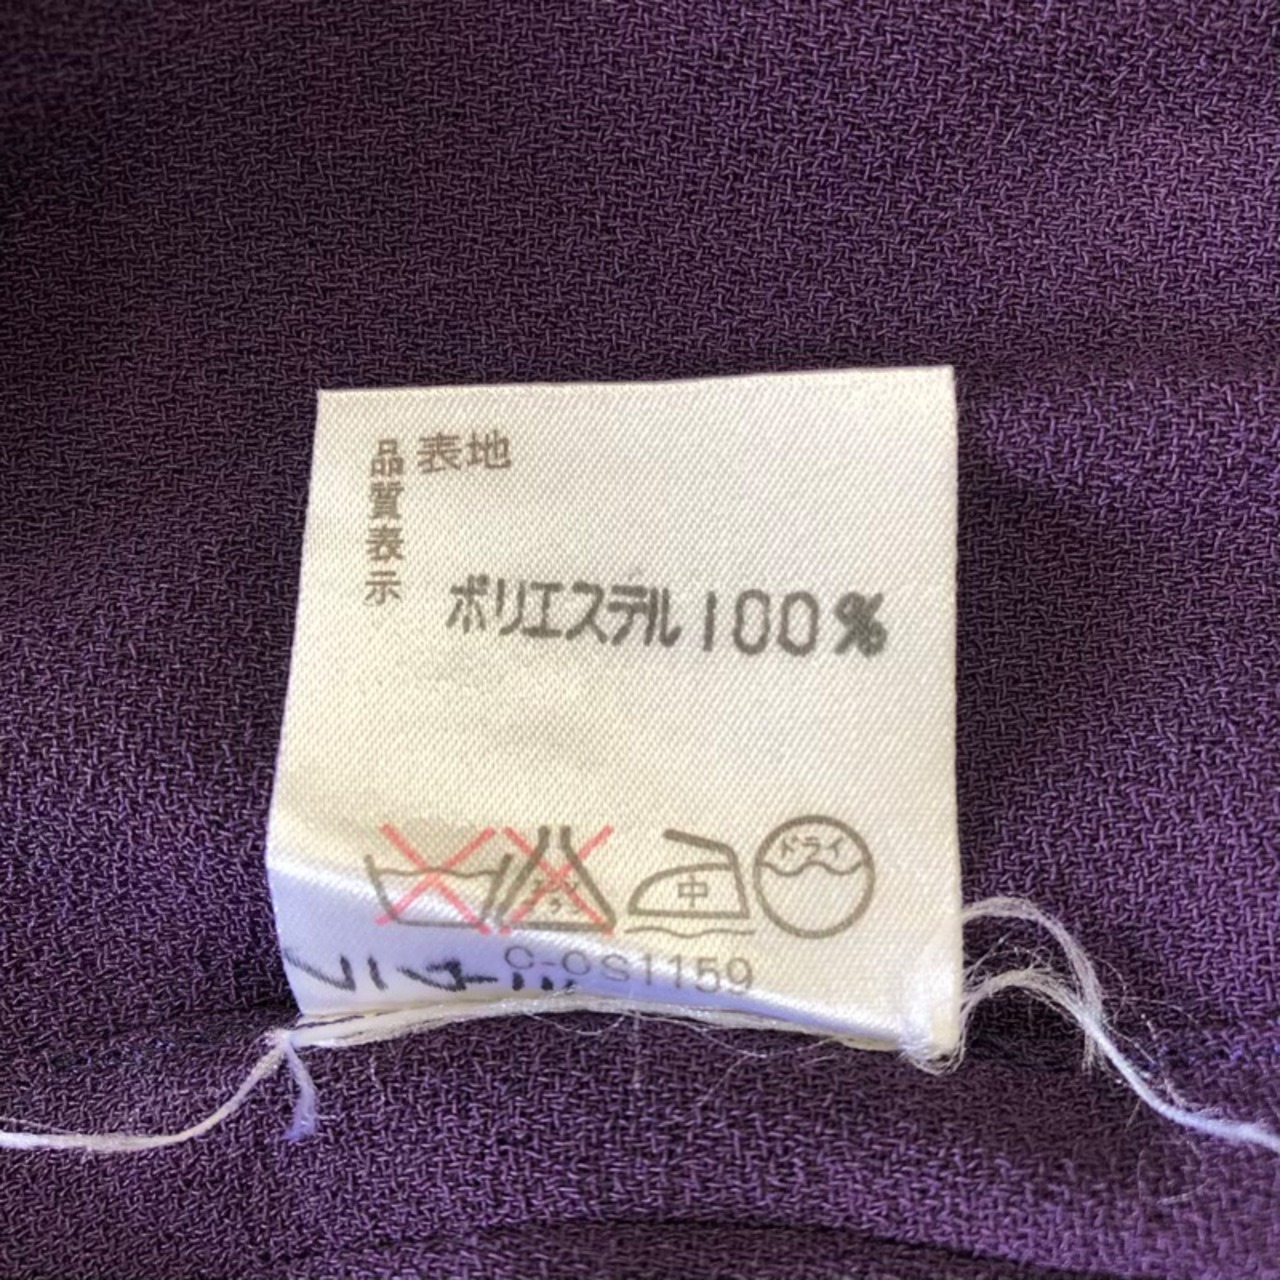 品質表示
表地
ポリエステル100%
中
ドライ
C-OS1159